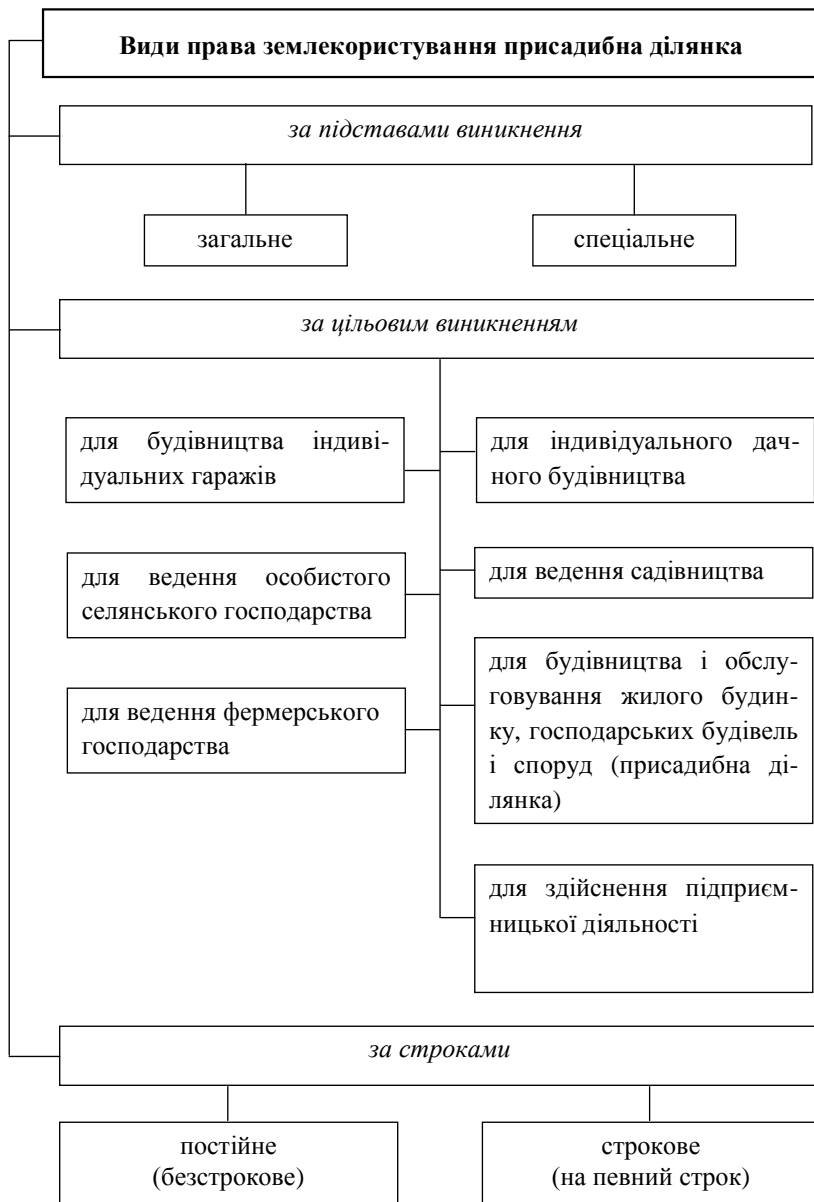 Види права землекористування присадибна ділянка
за підставами виникнення
загальне
спеціальне
за цільовим виникненням
для будівництва індиві-
дуальних гаражів
для індивідуального дач-
ного будівництва
для ведення особистого
селянського господарства
для ведення садівництва
для ведення фермерського
господарства
для будівництва і обслу-
говування жилого будин-
ку, господарських будівель
і споруд (присадибна ді-
лянка)
для здійснення підприєм-
ницької діяльності
за строками
постійне
(безстрокове)
строкове
(на певний строк)